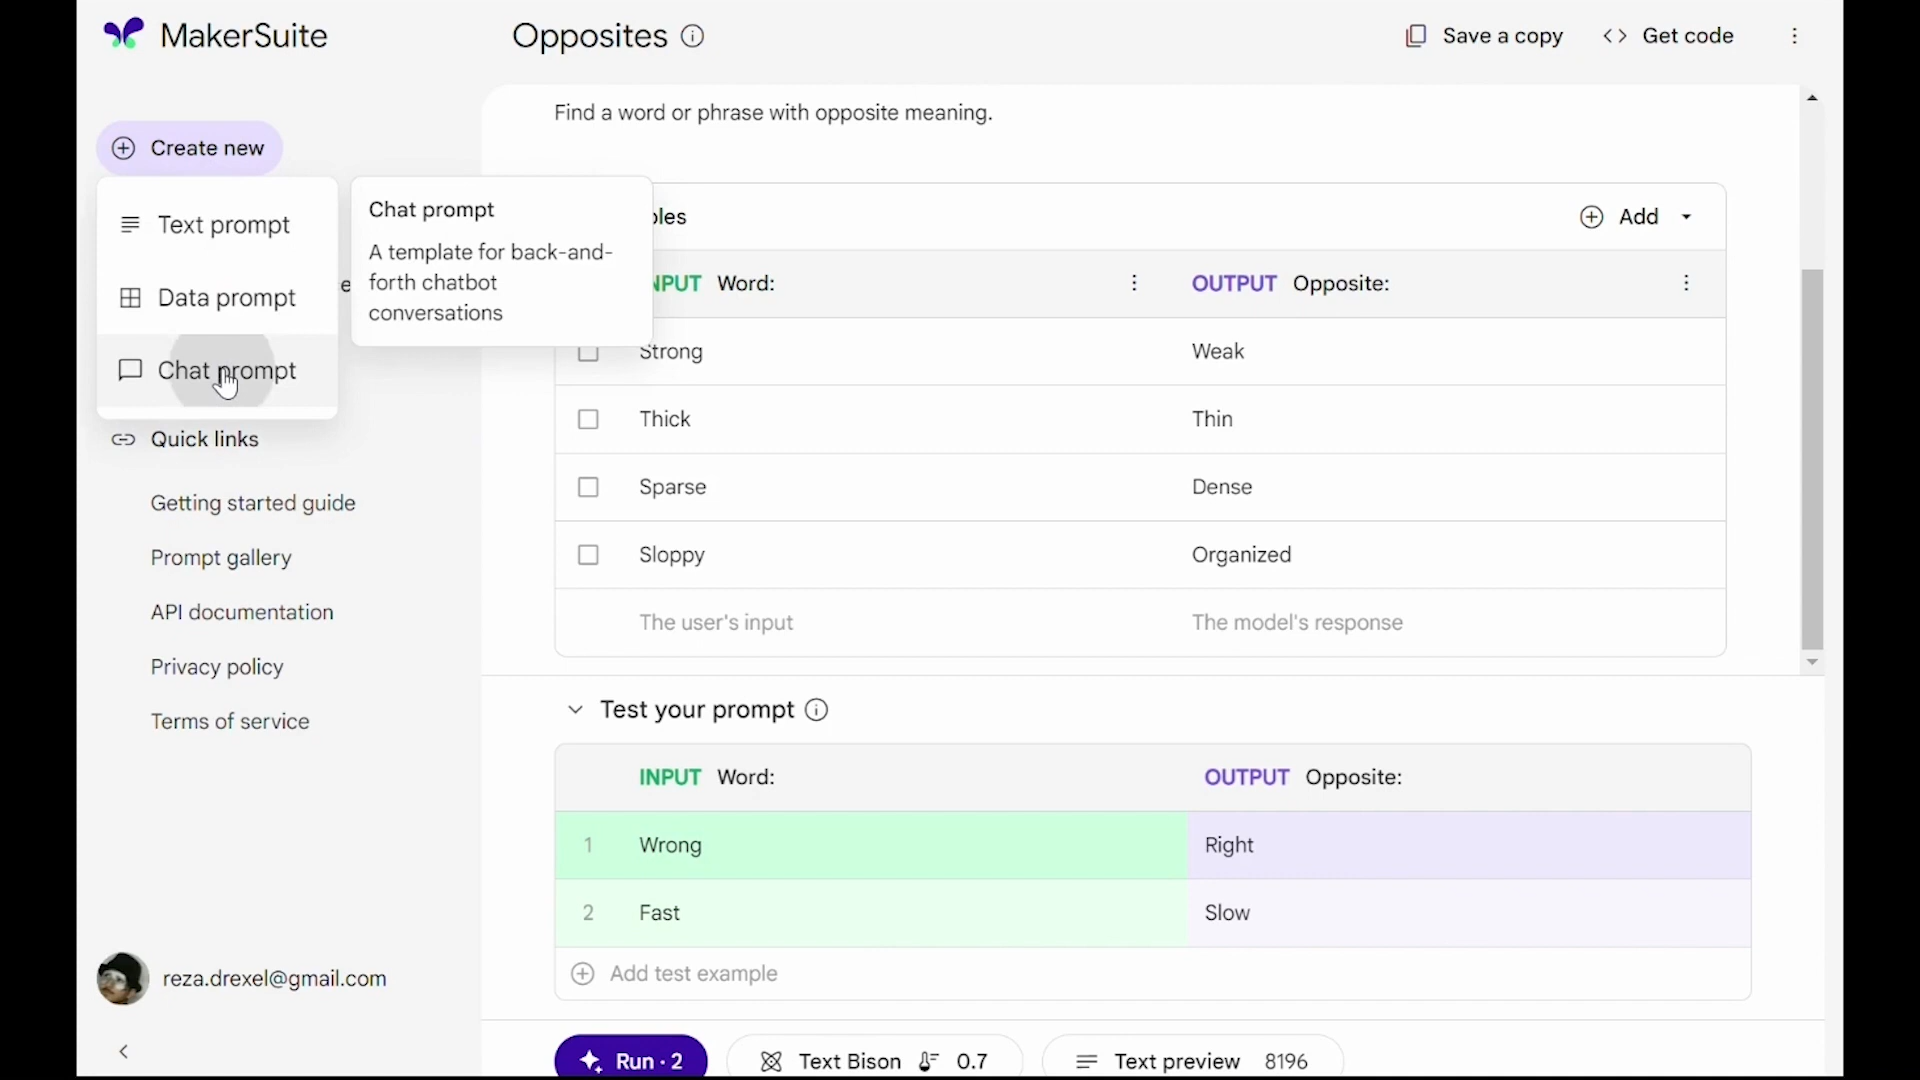 MakerSuite
Opposites
Save a copy
Get code
Find a word or phrase with opposite meaning.
Create new
Text prompt
Data prompt
Chat prompt
Chat prompt
A template for back-and-
forth chatbot
conversations
Add
INPUT Word:
OUTPUT Opposite:
Strong
Weak
Thick
Thin
Sparse
Dense
Sloppy
Organized
The user's input
The model's response
Quick links
Getting started guide
Prompt gallery
API documentation
Privacy policy
Terms of service
Test your prompt
INPUT Word:
OUTPUT Opposite:
1 Wrong
Right
2 Fast
Slow
Add test example
reza.drexel@gmail.com
Run · 2
Text Bison 0.7
Text preview 8196